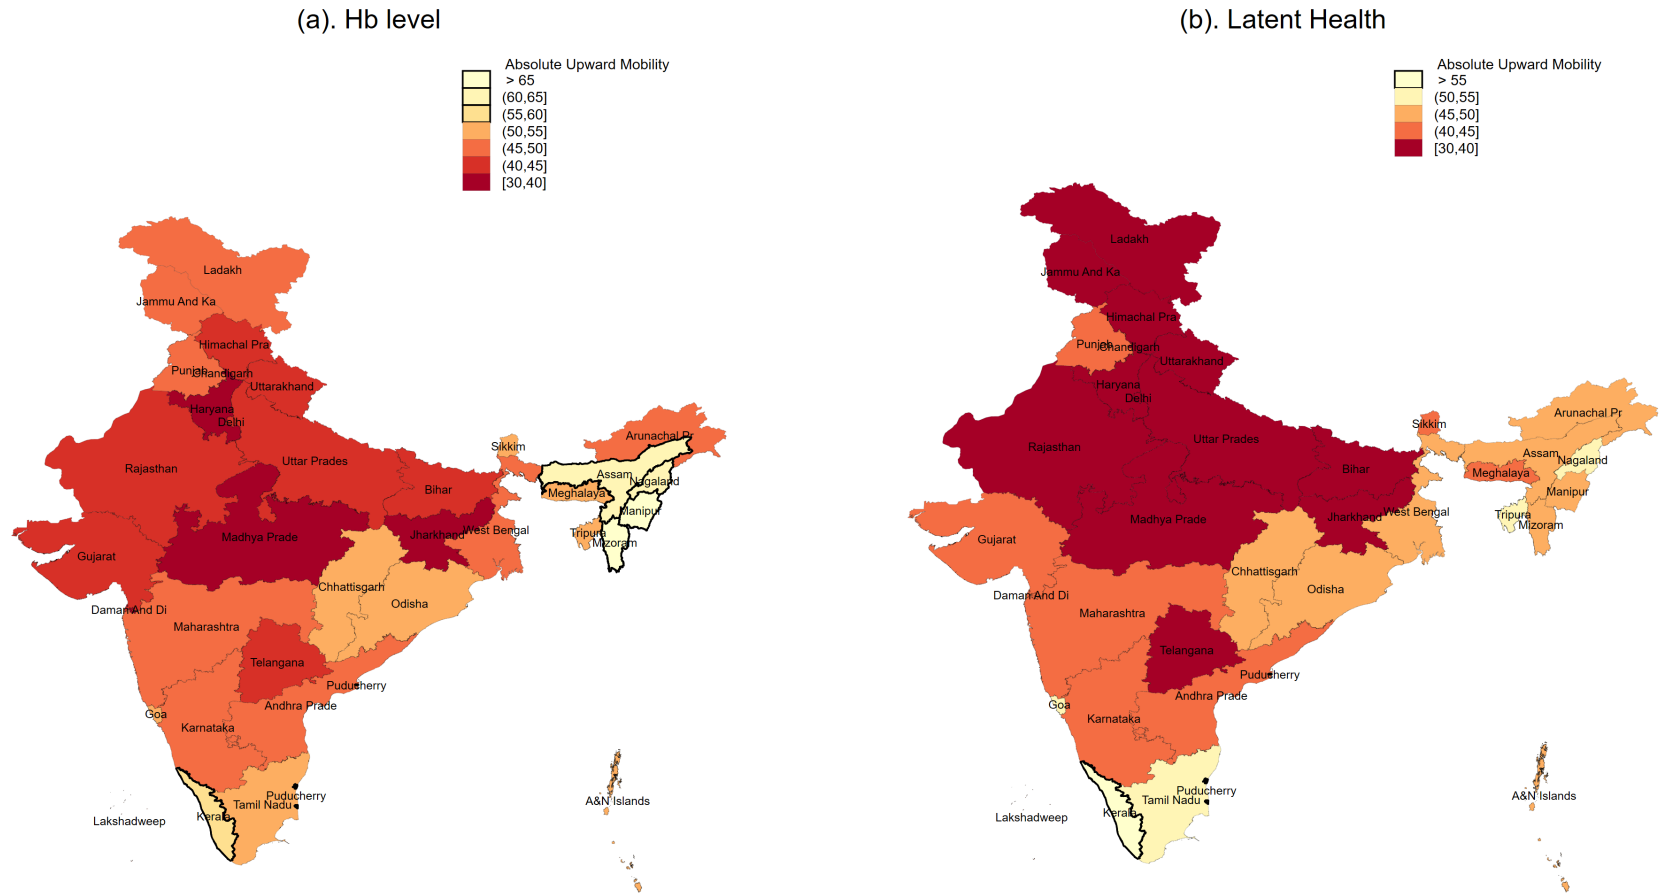 (a). Hb level
Absolute Upward Mobility
> 65
(60,65]
(55,60]
(50,55]
(45,50]
(40,45]
[30,40]
Ladakh
Jammu And Ka
Himachal Pra
Punjab
Chandigarh
Uttarakhand
Haryana
Delhi
Rajasthan
Uttar Prades
Bihar
Sikkim
Arunachal Pr
Assam
Nagaland
Meghalaya
Manipur
Tripura
Mizoram
West Bengal
Jharkhand
Madhya Prade
Gujarat
Daman And Di
Chhattisgarh
Odisha
Maharashtra
Telangana
Puducherry
Andhra Prade
Goa
Karnataka
Puducherry
Tamil Nadu
Kerala
Lakshadweep
A&N Islands
(b). Latent Health
Absolute Upward Mobility
> 55
(50,55]
(45,50]
(40,45]
[30,40]
Ladakh
Jammu And Ka
Himachal Pra
Punjab
Chandigarh
Uttarakhand
Haryana
Delhi
Rajasthan
Uttar Prades
Bihar
Sikkim
Arunachal Pr
Assam
Nagaland
Meghalaya
Manipur
Tripura
Mizoram
West Bengal
Jharkhand
Madhya Prade
Gujarat
Daman And Di
Chhattisgarh
Odisha
Maharashtra
Telangana
Puducherry
Andhra Prade
Goa
Karnataka
Puducherry
Tamil Nadu
Kerala
Lakshadweep
A&N Islands